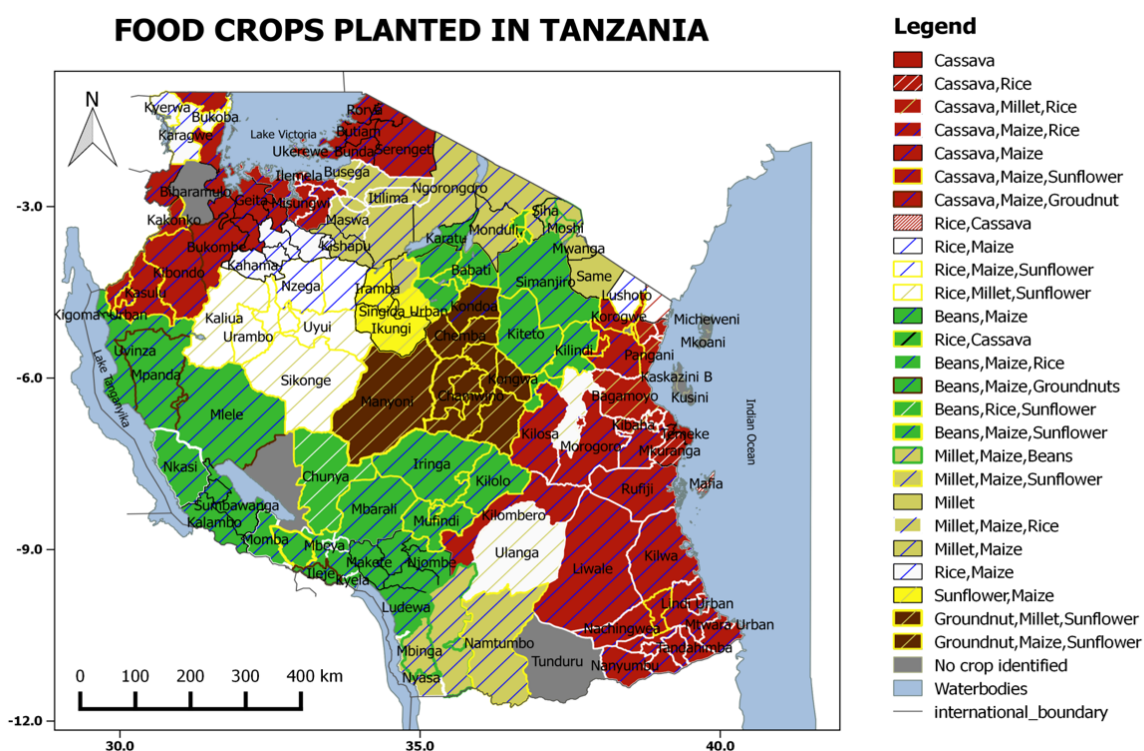 FOOD CROPS PLANTED IN TANZANIA
Legend
Cassava
Cassava,Rice
Cassava,Millet,Rice
Cassava,Maize,Rice
Cassava,Maize
Cassava,Maize,Sunflower
Cassava,Maize,Groudnut
Rice,Cassava
Rice,Maize
Rice,Maize,Sunflower
Rice,Millet,Sunflower
Beans,Maize
Rice,Cassava
Beans,Maize,Rice
Beans,Maize,Groundnuts
Beans,Rice,Sunflower
Beans,Maize,Sunflower
Millet,Maize,Beans
Millet,Maize,Sunflower
Millet
Millet,Maize,Rice
Millet,Maize
Rice,Maize
Sunflower,Maize
Groundnut,Millet,Sunflower
Groundnut,Maize,Sunflower
No crop identified
Waterbodies
international_boundary
N
Kyerwa
Bukoba
Karagwe
Lake Victoria
Rorya
Butiam
Ukerewe
Bunda
Serenget
Biharamulo
Ilemela
Busega
Geita
Misungwi
Itilima
Ngorongoro
Kakonko
Maswa
Siha
Bukombe
Kishapu
Karatu
Monduli
Moshi
Mwanga
Kibondo
Kahama
Nzega
Iramba
Babati
Simanjiro
Same
Kasulu
Lushoto
Kigoma Urban
Kaliua
Singida Urban
Kondoa
Korogwe
Micheweni
Urambo
Uyui
Ikungi
Chemba
Kiteto
Mkoani
Uvinza
Kilindi
Pangani
Mpanda
Sikonge
Kongwa
Kaskazini B
Lake Tanganyika
Manyoni
Chamwano
Bagamoyo
Kusini
Mlele
Kilosa
Morogoro
Kibaha
Temeke
Mkuranga
Indian Ocean
Nkasi
Chunya
Iringa
Kilolo
Rufiji
Mafia
Sumbawanga
Mbarali
Kalambo
Mufindi
Kilombero
Momba
Mbeya
Ulanga
Ileje
Kyela
Makete
Njombe
Liwale
Kilwa
Ludewa
Lindi Urban
Nachingwea
Mtwara Urban
Mbinga
Namtumbo
Tandahimba
Tunduru
Nanyumbu
Nyasa
0 100 200 300 400 km
-3.0
-6.0
-9.0
-12.0
30.0 35.0 40.0